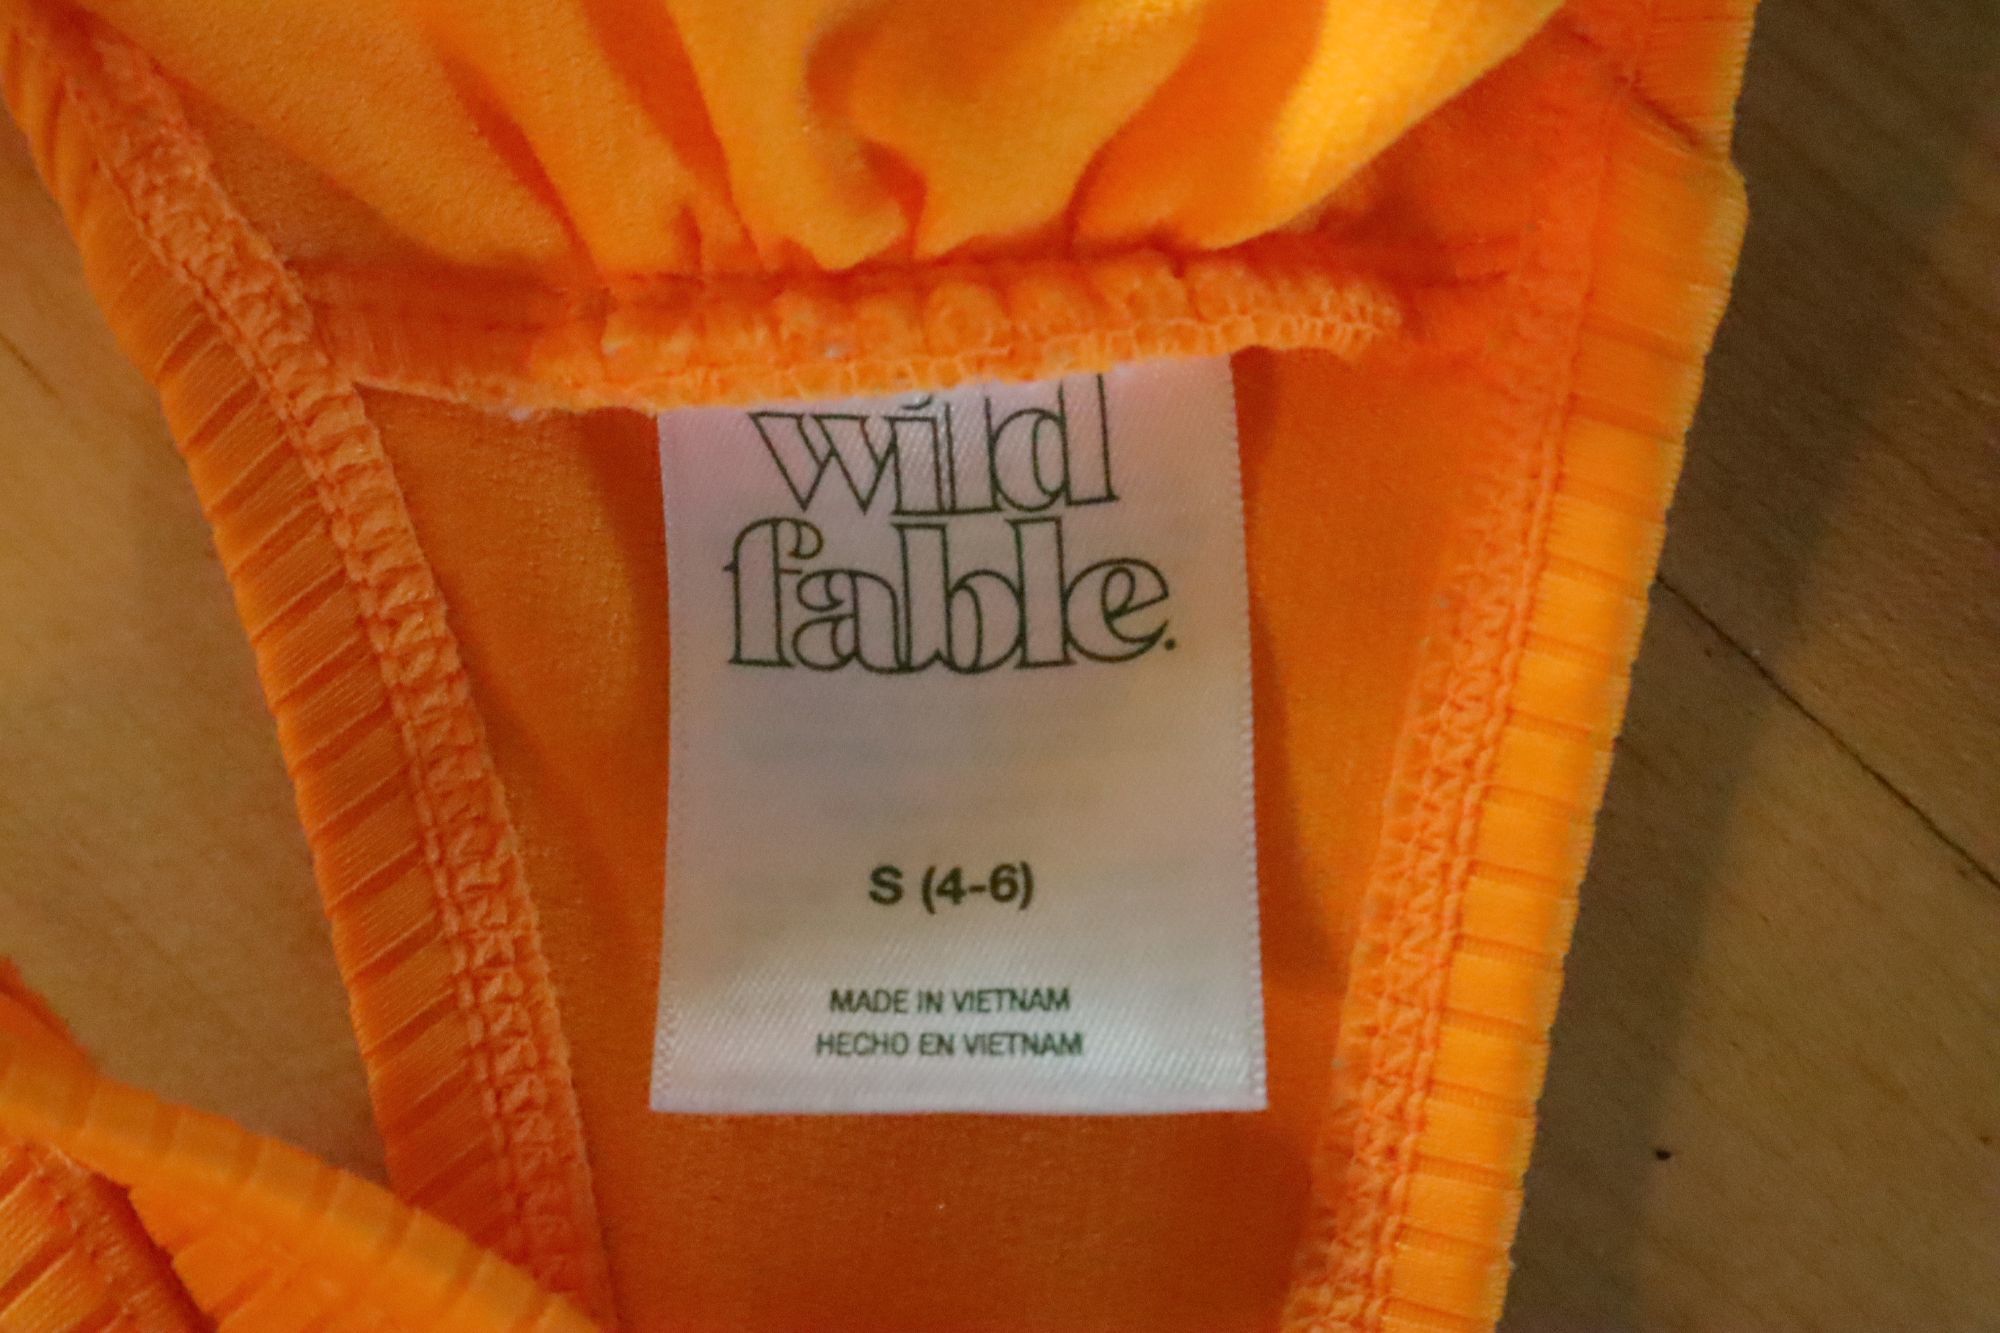 wild
fable.
S (4-6)
MADE IN VIETNAM
HECHO EN VIETNAM